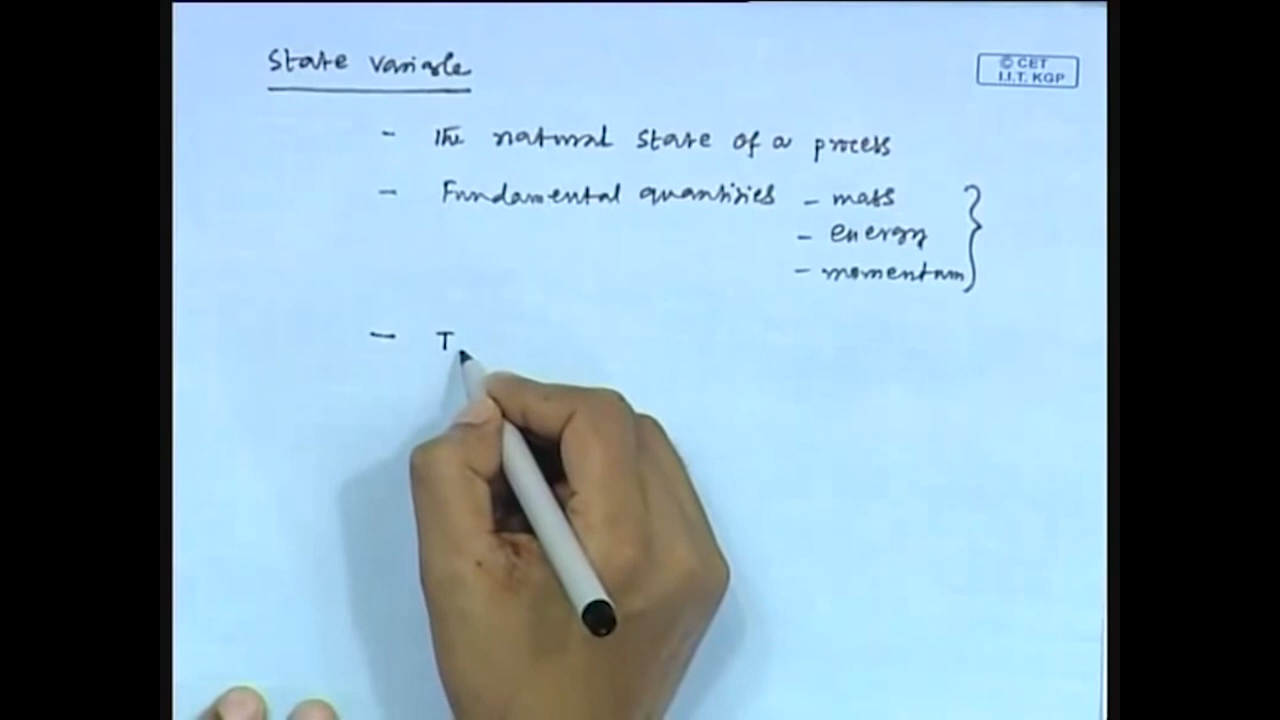 State variable
© CET
I.I.T. KGP
- The natural state of a process
- Fundamental quantities - mass
- energy
- momentum
- T